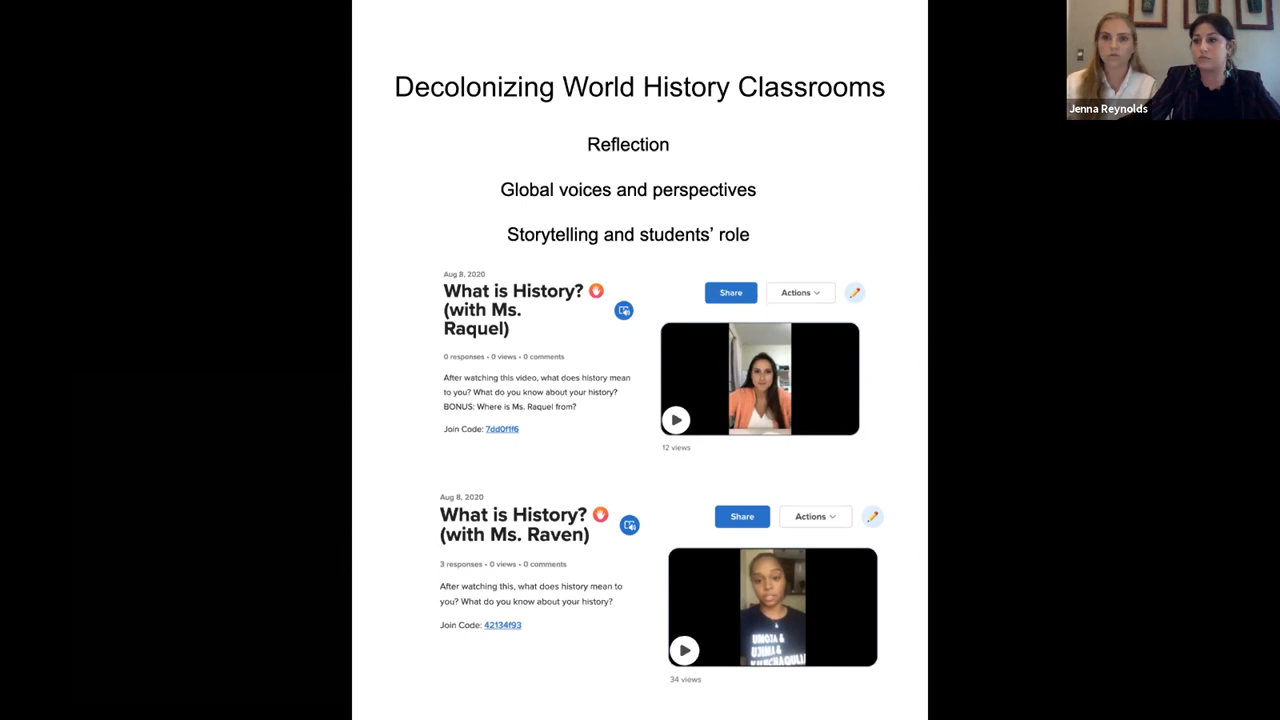 Decolonizing World History Classrooms
Jenna Reynolds
Reflection
Global voices and perspectives
Storytelling and students’ role
Aug 8, 2020
What is History?
(with Ms.
Raquel)
Share
Actions
0 responses • 0 views • 0 comments
After watching this video, what does history mean
to you? What do you know about your history?
BONUS: Where is Ms. Raquel from?
Join Code: 7dd0f1f6
12 views
Aug 8, 2020
What is History?
(with Ms. Raven)
Share
Actions
3 responses • 0 views • 0 comments
After watching this, what does history mean to
you? What do you know about your history?
Join Code: 42134f93
UMOJA &
UJIMA &
34 views